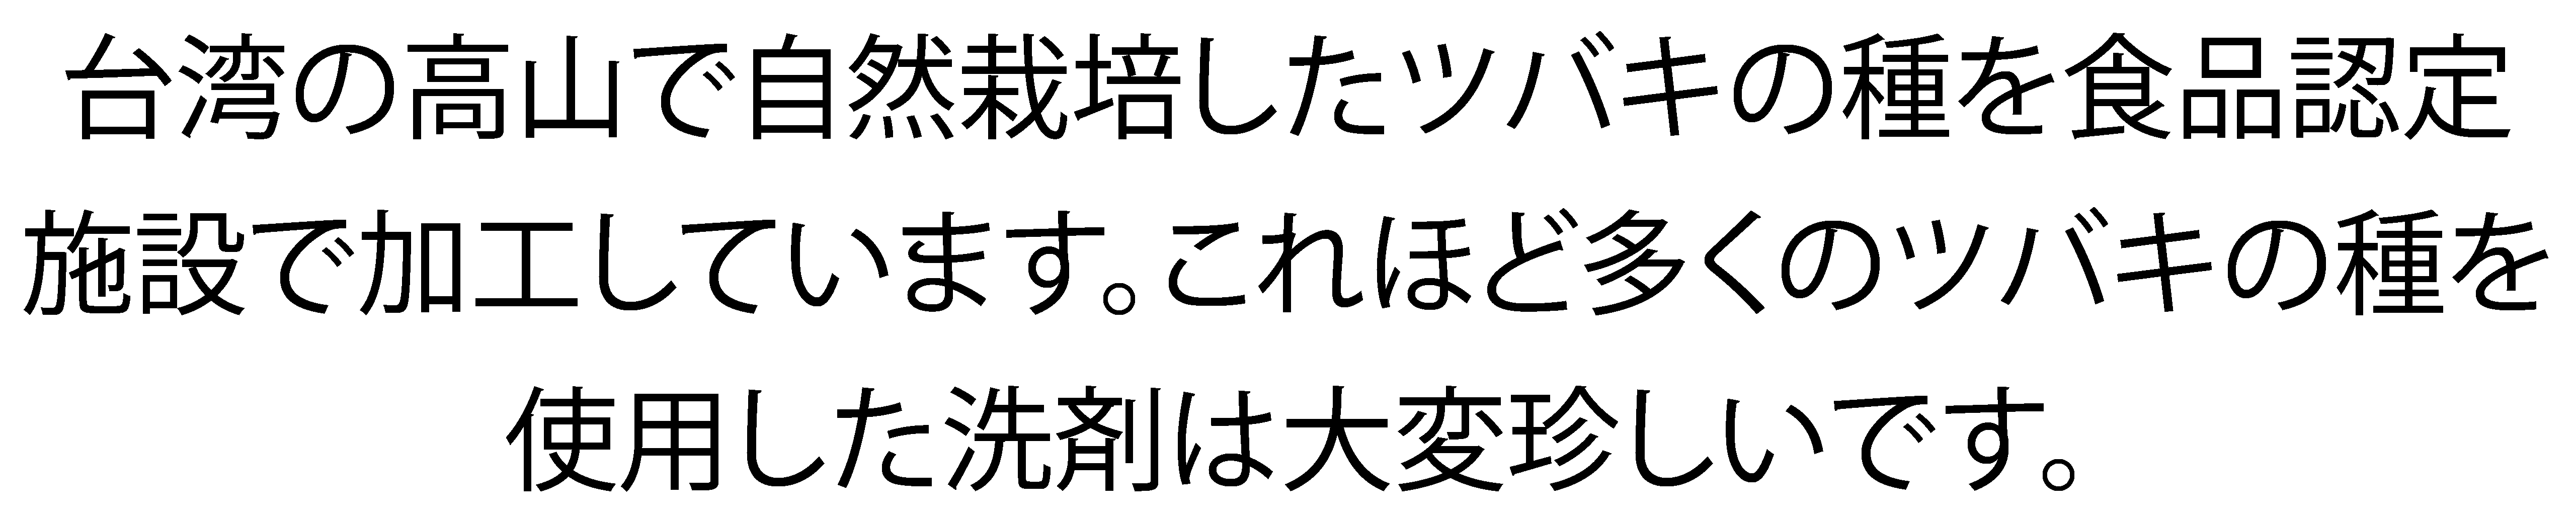 台湾の高山で自然栽培したツバキの種を食品認定
施設で加工しています。これほど多くのツバキの種を
使用した洗剤は大変珍しいです。